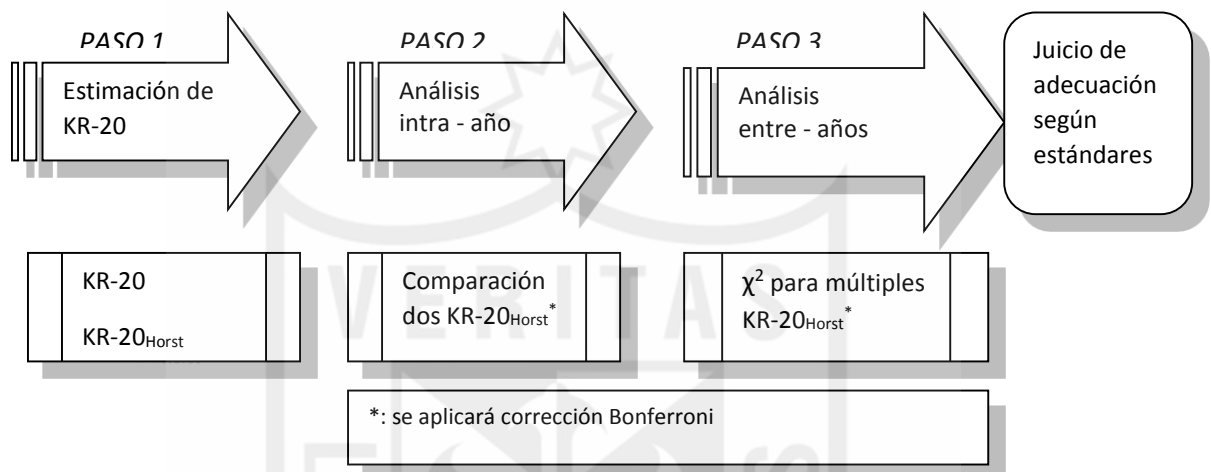 PASO 1
Estimación de
KR-20
PASO 2
Análisis
intra - año
PASO 3
Análisis
entre - años
Juicio de
adecuación
según
estándares
KR-20
KR-20Horst
Comparación
dos KR-20Horst*
χ² para múltiples
KR-20Horst*
*: se aplicará corrección Bonferroni
VERITAS